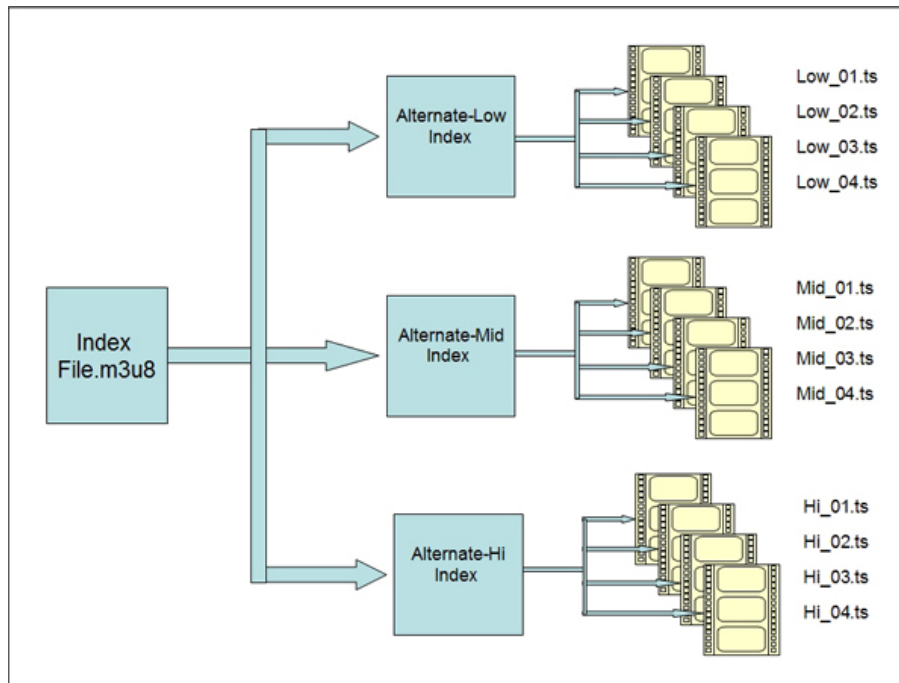 Alternate-Low
Index
Low_01.ts
Low_02.ts
Low_03.ts
Low_04.ts
Index
File.m3u8
Alternate-Mid
Index
Mid_01.ts
Mid_02.ts
Mid_03.ts
Mid_04.ts
Alternate-Hi
Index
Hi_01.ts
Hi_02.ts
Hi_03.ts
Hi_04.ts